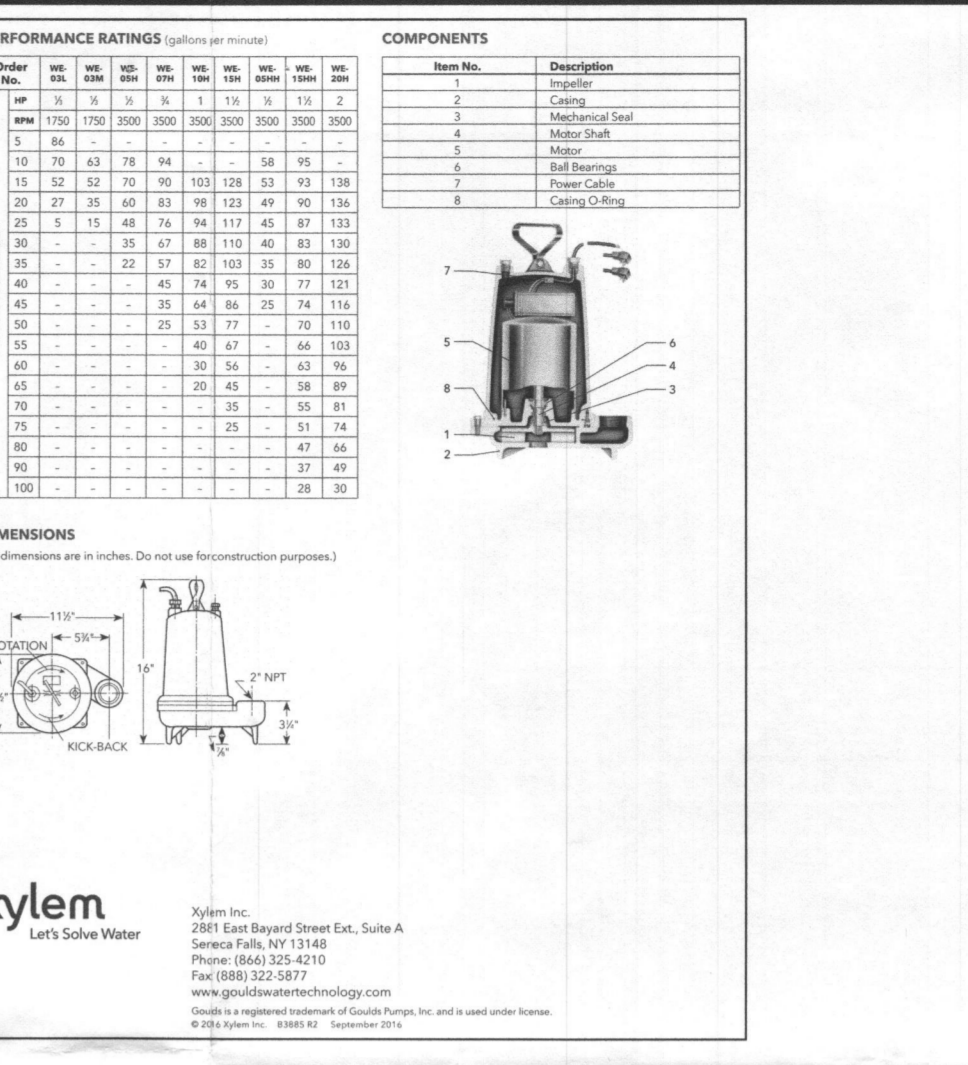 RFORMANCE RATINGS (gallons per minute)
rder No. WE-03L WE-03M WE-05H WE-07H WE-10H WE-15H WE-05HH WE-15HH WE-20H
HP ⅓ ⅓ ½ ¾ 1 1½ ½ 1½ 2
RPM 1750 1750 3500 3500 3500 3500 3500 3500 3500
5 86 - - - - - - - -
10 70 63 78 94 - - 58 95 -
15 52 52 70 90 103 128 53 93 138
20 27 35 60 83 98 123 49 90 136
25 5 15 48 76 94 117 45 87 133
30 - - 35 67 88 110 40 83 130
35 - - 22 57 82 103 35 80 126
40 - - - 45 74 95 30 77 121
45 - - - 35 64 86 25 74 116
50 - - - 25 53 77 - 70 110
55 - - - - 40 67 - 66 103
60 - - - - 30 56 - 63 96
65 - - - - 20 45 - 58 89
70 - - - - - 35 - 55 81
75 - - - - - 25 - 51 74
80 - - - - - - - 47 66
90 - - - - - - - 37 49
100 - - - - - - - 28 30
COMPONENTS
Item No. Description
1 Impeller
2 Casing
3 Mechanical Seal
4 Motor Shaft
5 Motor
6 Ball Bearings
7 Power Cable
8 Casing O-Ring
7
5
6
4
8
3
1
2
MENSIONS
dimensions are in inches. Do not use for construction purposes.)
11½"
5¾"
OTATION
16"
2" NPT
3¼"
KICK-BACK
⅞"
ylem
Let's Solve Water
Xylem Inc.
2881 East Bayard Street Ext., Suite A
Seneca Falls, NY 13148
Phone: (866) 325-4210
Fax (888) 322-5877
www.gouldswatertechnology.com
Goulds is a registered trademark of Goulds Pumps, Inc. and is used under license.
© 2016 Xylem Inc. B3885 R2 September 2016